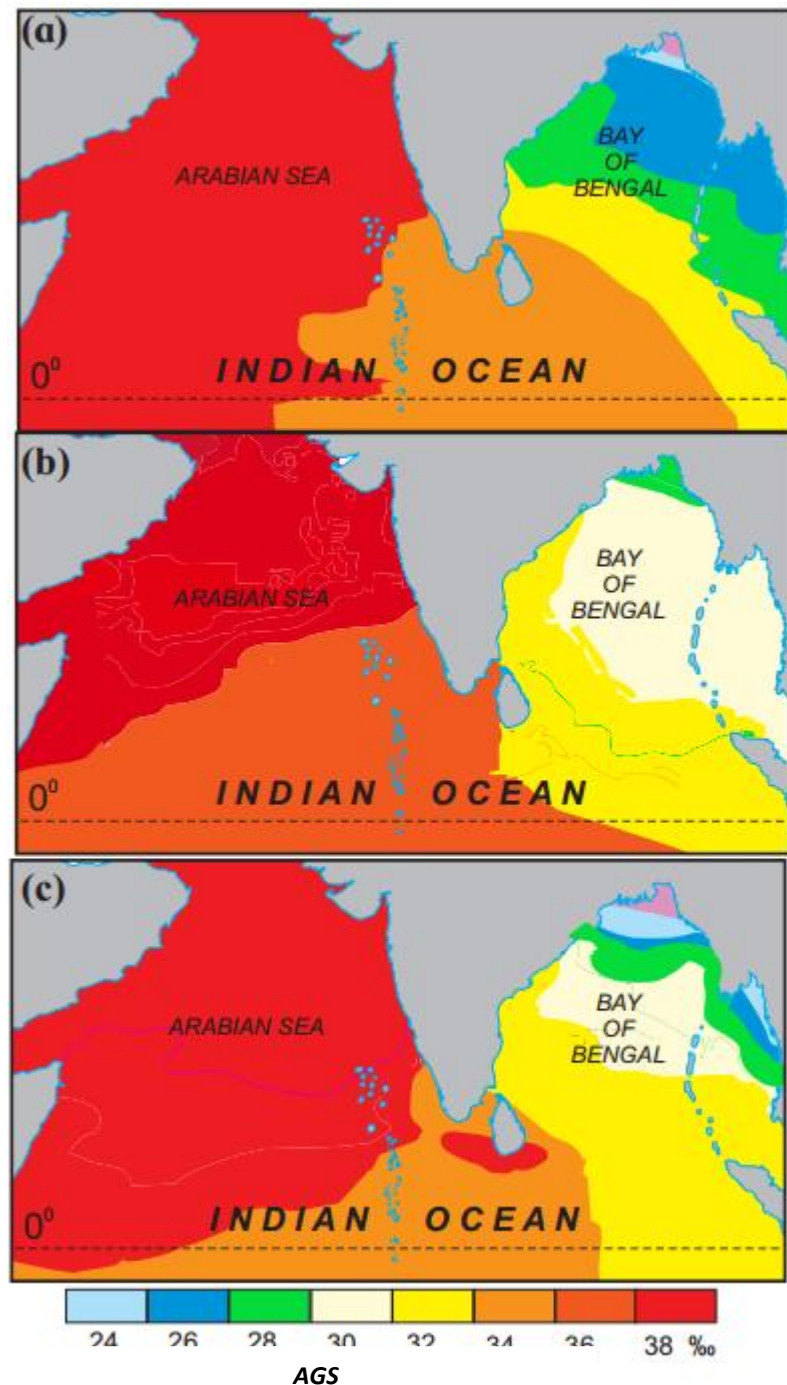 (a)
ARABIAN SEA
BAY
OF
BENGAL
INDIAN OCEAN
0⁰
(b)
ARABIAN SEA
BAY
OF
BENGAL
INDIAN OCEAN
0⁰
(c)
ARABIAN SEA
BAY
OF
BENGAL
INDIAN OCEAN
0⁰
24 26 28 30 32 34 36 38 ‰
AGS